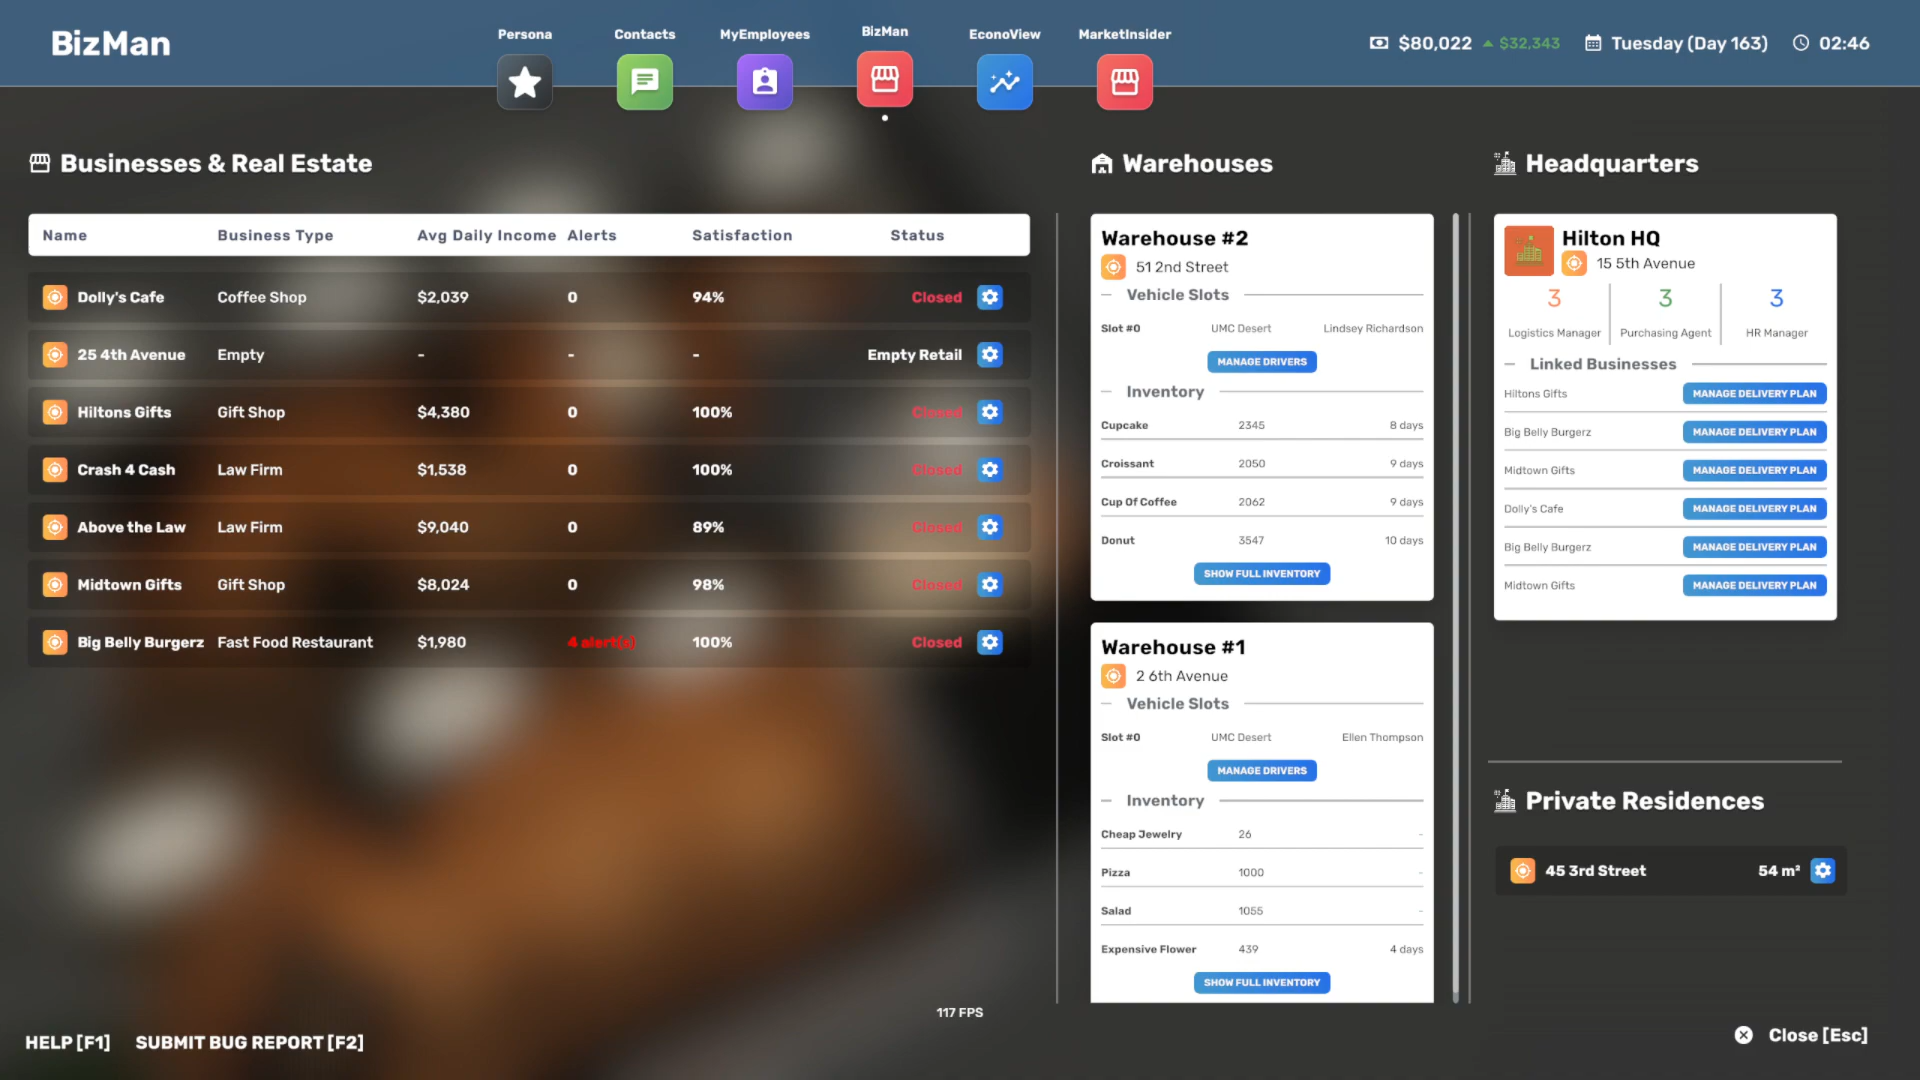 BizMan
Persona
Contacts
MyEmployees
BizMan
EconoView
MarketInsider
$80,022 $32,343 Tuesday (Day 163) 02:46
Businesses & Real Estate
Name Business Type Avg Daily Income Alerts Satisfaction Status
Dolly's Cafe Coffee Shop $2,039 0 94% Closed
25 4th Avenue Empty - - - Empty Retail
Hiltons Gifts Gift Shop $4,380 0 100% Closed
Crash 4 Cash Law Firm $1,538 0 100% Closed
Above the Law Law Firm $9,040 0 89% Closed
Midtown Gifts Gift Shop $8,024 0 98% Closed
Big Belly Burgerz Fast Food Restaurant $1,980 4 alert(s) 100% Closed
Warehouses
Warehouse #2
51 2nd Street
Vehicle Slots
Slot #0 UMC Desert Lindsey Richardson
MANAGE DRIVERS
Inventory
Cupcake 2345 8 days
Croissant 2050 9 days
Cup Of Coffee 2062 9 days
Donut 3547 10 days
SHOW FULL INVENTORY
Warehouse #1
2 6th Avenue
Vehicle Slots
Slot #0 UMC Desert Ellen Thompson
MANAGE DRIVERS
Inventory
Cheap Jewelry 26 -
Pizza 1000 -
Salad 1055 -
Expensive Flower 439 4 days
SHOW FULL INVENTORY
Headquarters
Hilton HQ
15 5th Avenue
3 3 3
Logistics Manager Purchasing Agent HR Manager
Linked Businesses
Hiltons Gifts MANAGE DELIVERY PLAN
Big Belly Burgerz MANAGE DELIVERY PLAN
Midtown Gifts MANAGE DELIVERY PLAN
Dolly's Cafe MANAGE DELIVERY PLAN
Big Belly Burgerz MANAGE DELIVERY PLAN
Midtown Gifts MANAGE DELIVERY PLAN
Private Residences
45 3rd Street 54 m²
117 FPS
HELP [F1] SUBMIT BUG REPORT [F2]
Close [Esc]